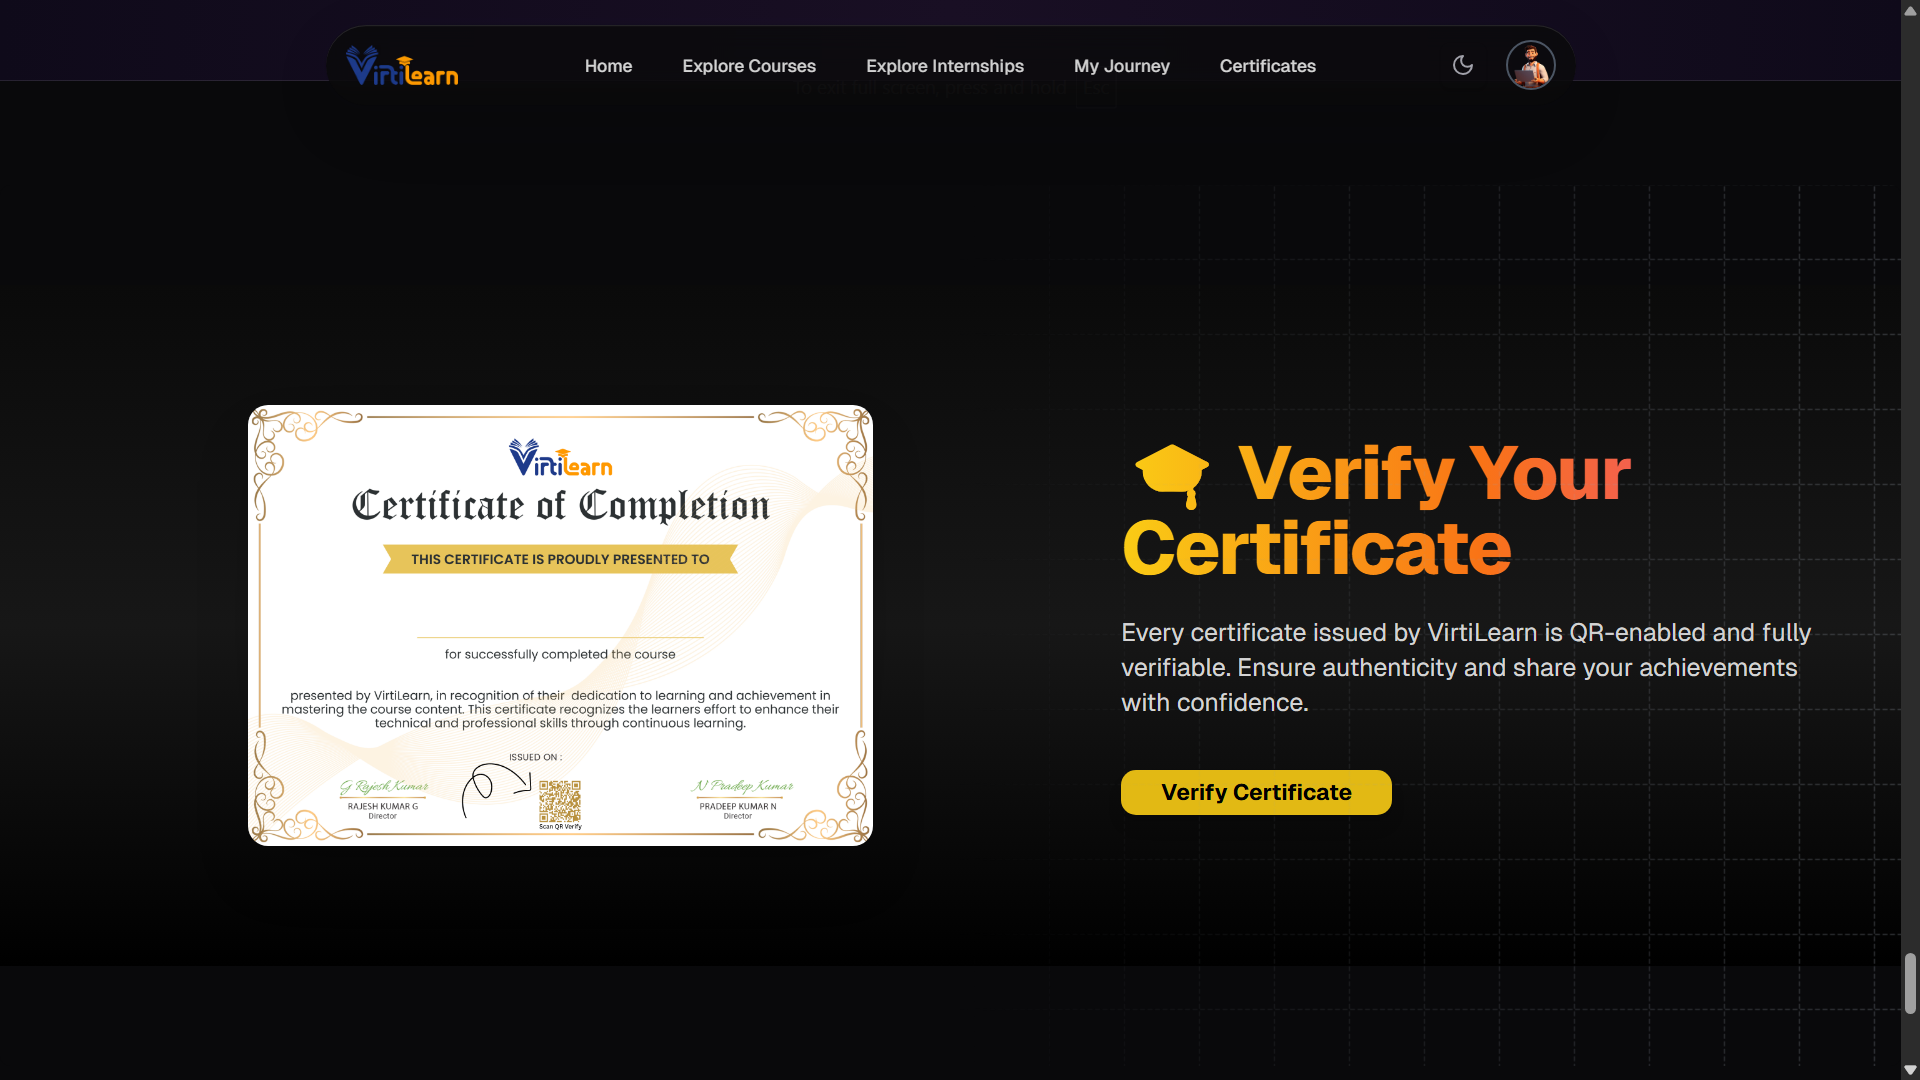 VirtiLearn
Home
Explore Courses
Explore Internships
My Journey
Certificates
To exit full screen, press and hold Esc
VirtiLearn
Certificate of Completion
THIS CERTIFICATE IS PROUDLY PRESENTED TO
for successfully completed the course
presented by VirtiLearn, in recognition of their dedication to learning and achievement in
mastering the course content. This certificate recognizes the learners effort to enhance their
technical and professional skills through continuous learning.
ISSUED ON :
G Rajesh Kumar
RAJESH KUMAR G
Director
Scan QR Verify
N Pradeep Kumar
PRADEEP KUMAR N
Director
Verify Your
Certificate
Every certificate issued by VirtiLearn is QR-enabled and fully
verifiable. Ensure authenticity and share your achievements
with confidence.
Verify Certificate